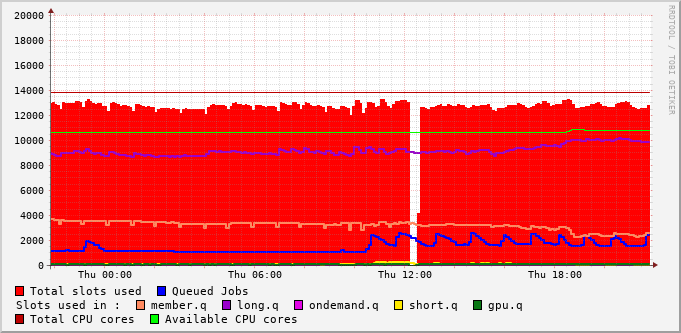 RRDTOOL / TOBI OETIKER
20000
18000
16000
14000
12000
10000
8000
6000
4000
2000
0
Thu 00:00 Thu 06:00 Thu 12:00 Thu 18:00
Total slots used Queued Jobs
Slots used in : member.q long.q ondemand.q short.q gpu.q
Total CPU cores Available CPU cores